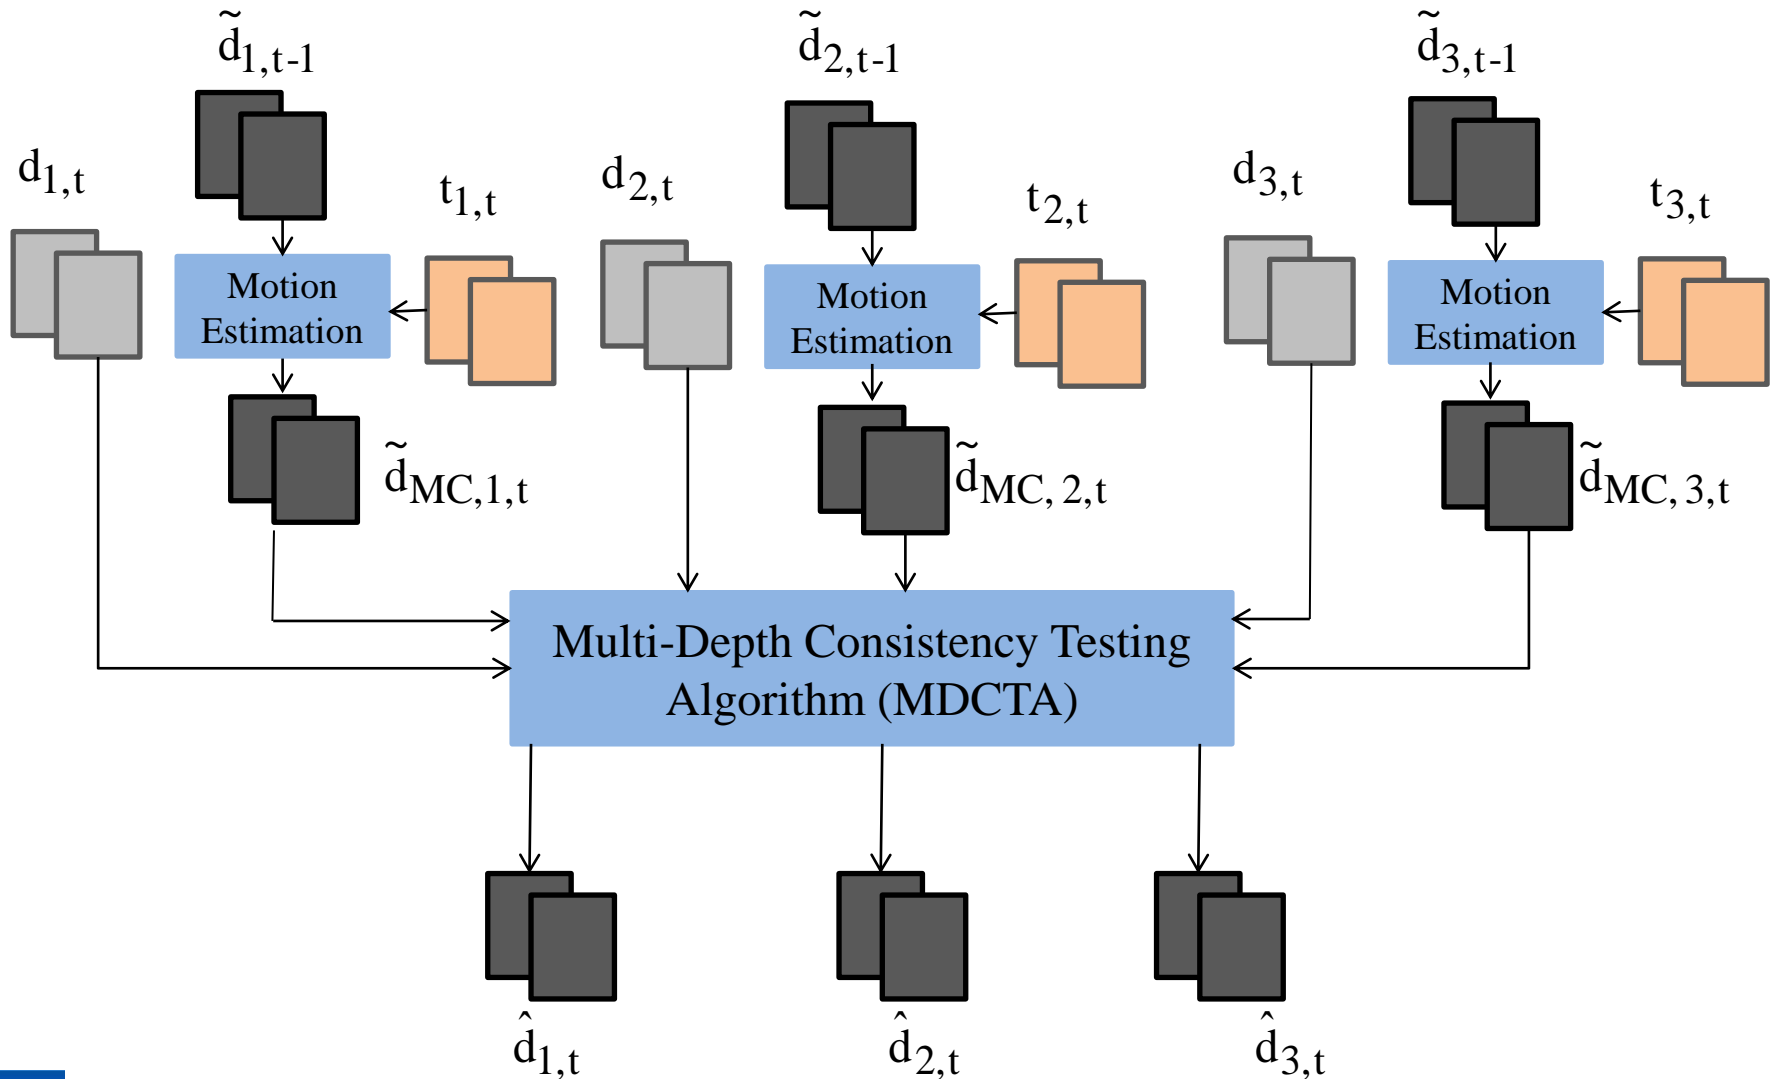 d̃1,t-1
d̃2,t-1
d̃3,t-1
d1,t
t1,t
d2,t
t2,t
d3,t
t3,t
Motion
Estimation
Motion
Estimation
Motion
Estimation
d̃MC,1,t
d̃MC, 2,t
d̃MC, 3,t
Multi-Depth Consistency Testing
Algorithm (MDCTA)
d̂1,t
d̂2,t
d̂3,t